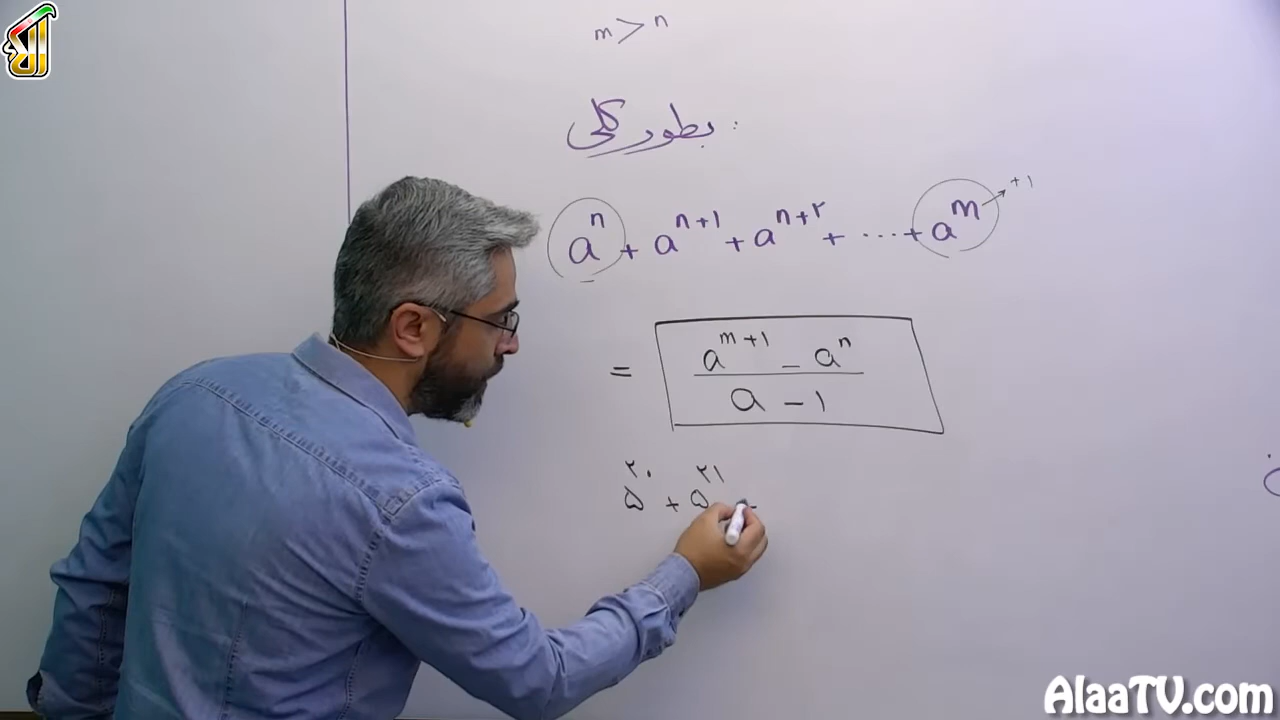 m > n
بطور کلی :
aⁿ + aⁿ⁺¹ + aⁿ⁺² + ... + aᵐ → +1
= (aᵐ⁺¹ - aⁿ) / (a - 1)
۵²⁰ + ۵²¹ +
AlaaTV.com